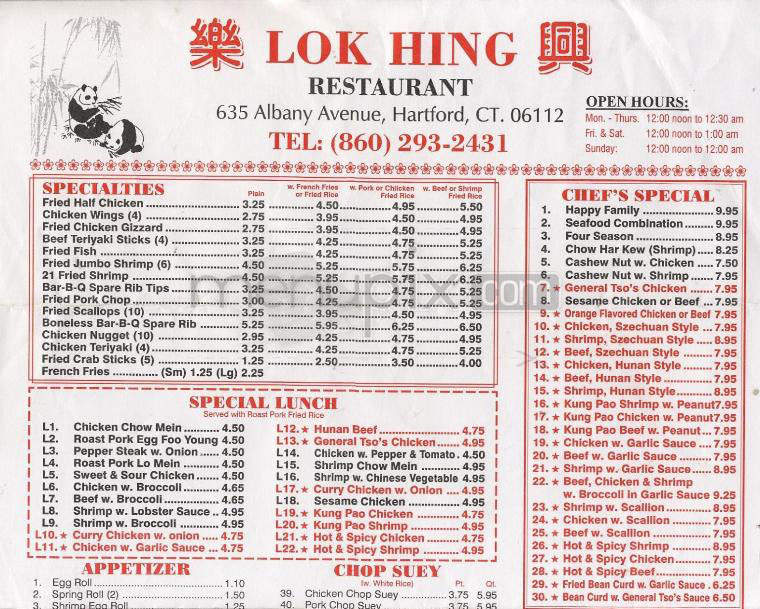 樂 LOK HING 興
RESTAURANT
635 Albany Avenue, Hartford, CT. 06112
TEL: (860) 293-2431
OPEN HOURS:
Mon. - Thurs. 12:00 noon to 12:30 am
Fri. & Sat. 12:00 noon to 1:00 am
Sunday: 12:00 noon to 12:00 am
SPECIALTIES
Plain
w. French Fries or Fried Rice
w. Pork or Chicken Fried Rice
w. Beef or Shrimp Fried Rice
Fried Half Chicken 3.25 4.50 4.95 5.50
Chicken Wings (4) 2.75 3.95 4.50 4.95
Fried Chicken Gizzard 2.75 3.95 4.50 4.95
Beef Teriyaki Sticks (4) 3.25 4.25 4.75 5.25
Fried Fish 3.25 4.25 4.75 5.25
Fried Jumbo Shrimp (6) 4.50 5.25 5.75 6.25
21 Fried Shrimp 4.50 5.25 5.75 6.25
Bar-B-Q Spare Rib Tips 3.25 4.25 4.75 5.25
Fried Pork Chop 3.00 4.25 4.75 5.25
Fried Scallops (10) 3.25 3.95 4.50 4.95
Boneless Bar-B-Q Spare Rib 5.25 5.95 6.25 6.50
Chicken Nugget (10) 2.95 4.25 4.75 4.95
Chicken Teriyaki (4) 3.25 4.25 4.75 5.25
Fried Crab Sticks (5) 1.25 2.50 3.50 4.00
French Fries (Sm) 1.25 (Lg) 2.25
menupix.com
SPECIAL LUNCH
Served with Roast Pork Fried Rice
L1. Chicken Chow Mein 4.50
L2. Roast Pork Egg Foo Young 4.50
L3. Pepper Steak w. Onion 4.50
L4. Roast Pork Lo Mein 4.50
L5. Sweet & Sour Chicken 4.50
L6. Chicken w. Broccoli 4.65
L7. Beef w. Broccoli 4.65
L8. Shrimp w. Lobster Sauce 4.95
L9. Shrimp w. Broccoli 4.95
L10.★ Curry Chicken w. onion 4.75
L11.★ Chicken w. Garlic Sauce 4.75
L12.★ Hunan Beef 4.75
L13.★ General Tso's Chicken 4.95
L14. Chicken w. Pepper & Tomato 4.50
L15. Shrimp Chow Mein 4.95
L16. Shrimp w. Chinese Vegetable 4.95
L17.★ Curry Chicken w. Onion 4.95
L18. Sesame Chicken 4.95
L19.★ Kung Pao Chicken 4.75
L20.★ Kung Pao Shrimp 4.95
L21.★ Hot & Spicy Chicken 4.75
L22.★ Hot & Spicy Shrimp 4.95
APPETIZER
1. Egg Roll 1.10
2. Spring Roll (2) 1.50
3. Shrimp Egg Roll 1.25
CHOP SUEY
(w. White Rice) Pt. Qt.
39. Chicken Chop Suey 3.75 5.95
40. Pork Chop Suey 3.75 5.95
CHEF'S SPECIAL
1. Happy Family 9.95
2. Seafood Combination 9.95
3. Four Season 8.95
4. Chow Har Kew (Shrimp) 8.25
5. Cashew Nut w. Chicken 7.50
6. Cashew Nut w. Shrimp 7.95
7. ★ General Tso's Chicken 7.95
8. Sesame Chicken or Beef 7.95
9. ★ Orange Flavored Chicken or Beef 7.95
10. ★ Chicken, Szechuan Style 7.95
11. ★ Shrimp, Szechuan Style 8.95
12. ★ Beef, Szechuan Style 7.95
13. ★ Chicken, Hunan Style 7.95
14. ★ Beef, Hunan Style 7.95
15. ★ Shrimp, Hunan Style 8.95
16. ★ Kung Pao Shrimp w. Peanut 7.95
17. ★ Kung Pao Chicken w. Peanut 7.95
18. ★ Kung Pao Beef w. Peanut 7.95
19. ★ Chicken w. Garlic Sauce 7.95
20. ★ Beef w. Garlic Sauce 7.95
21. ★ Shrimp w. Garlic Sauce 8.95
22. ★ Beef, Chicken & Shrimp
w. Broccoli in Garlic Sauce 9.25
23. ★ Shrimp w. Scallion 8.95
24. ★ Chicken w. Scallion 7.95
25. ★ Beef w. Scallion 7.95
26. ★ Hot & Spicy Shrimp 8.95
27. ★ Hot & Spicy Chicken 7.95
28. ★ Hot & Spicy Beef 7.95
29. ★ Fried Bean Curd w. Garlic Sauce 6.25
30. ★ Bean Curd w. General Tso's Sauce 6.50